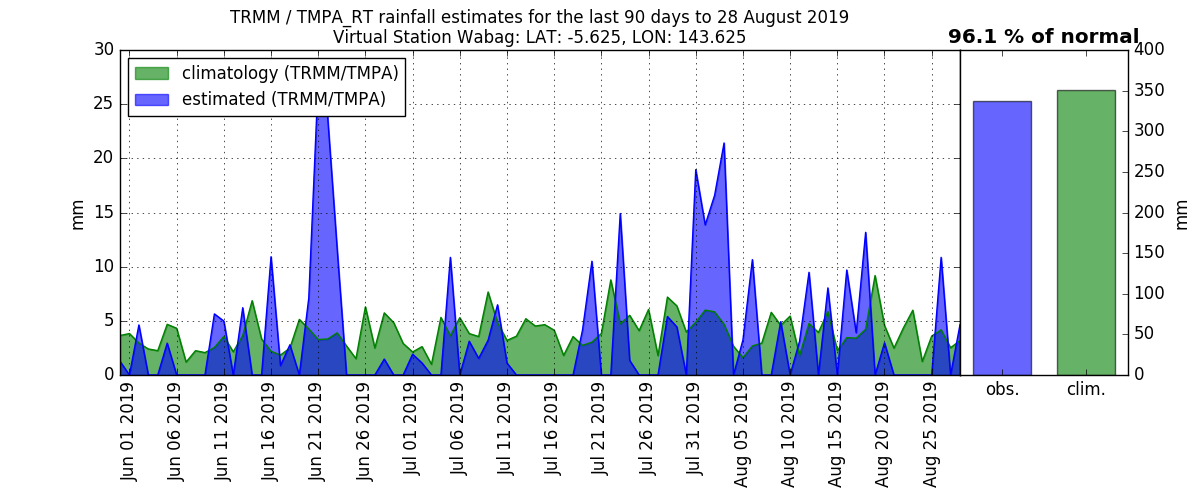 TRMM / TMPA_RT rainfall estimates for the last 90 days to 28 August 2019
Virtual Station Wabag: LAT: -5.625, LON: 143.625
96.1 % of normal
climatology (TRMM/TMPA)
estimated (TRMM/TMPA)
30
25
20
15
10
5
0
mm
Jun 01 2019
Jun 06 2019
Jun 11 2019
Jun 16 2019
Jun 21 2019
Jun 26 2019
Jul 01 2019
Jul 06 2019
Jul 11 2019
Jul 16 2019
Jul 21 2019
Jul 26 2019
Jul 31 2019
Aug 05 2019
Aug 10 2019
Aug 15 2019
Aug 20 2019
Aug 25 2019
obs.
clim.
400
350
300
250
200
150
100
50
0
mm